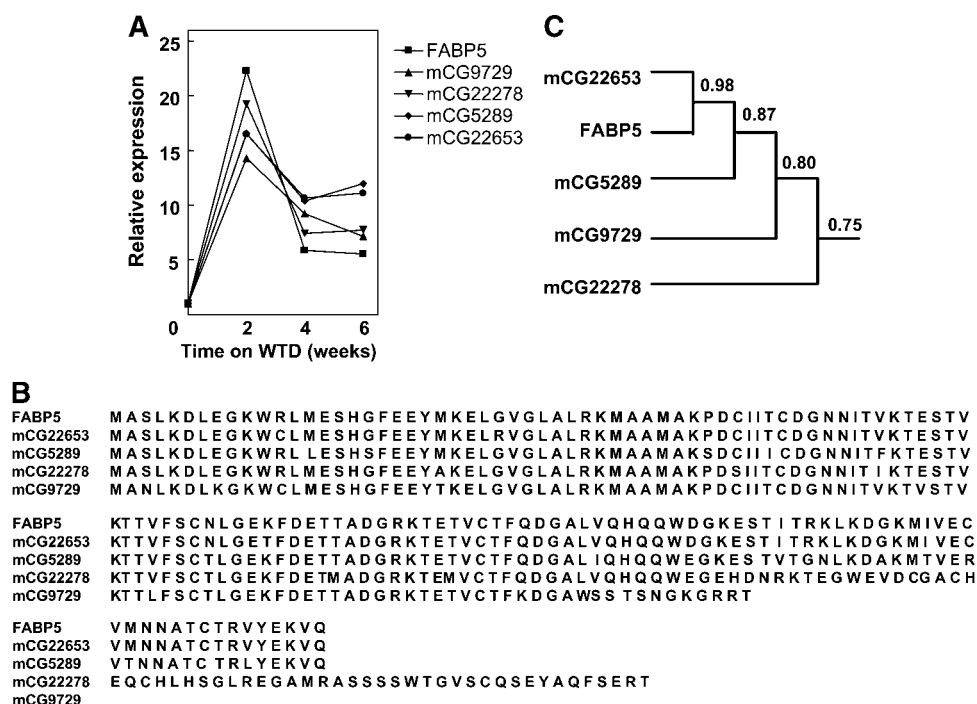 A
C
25
20
15
10
5
0
2
4
6
Relative expression
Time on WTD (weeks)
FABP5
mCG9729
mCG22278
mCG5289
mCG22653
mCG22653
FABP5
mCG5289
mCG9729
mCG22278
0.98
0.87
0.80
0.75
B
FABP5 MASLKDLEGKWRLMESHGFEEYMKELGVGLALRKMAAMAKPDCIITCDGNNITVKTESTV
mCG22653 MASLKDLEGKWCLMESHGFEEYMKELRVGLALRKMAAMAKPDCIITCDGNNITVKTESTV
mCG5289 MASLKDLEGKWRLLESHSFEEYMKELGVGLALRKMAAMAKSDCIIICDGNNITFKTESTV
mCG22278 MASLKDLEGKWRLMESHGFEEYAKELGVGLALRKMAAMAKPDSIITCDGNNITIKTESTV
mCG9729 MANLKDLKGKWCLMESHGFEEYTKELGVGLALRKMAAMAKPDCIITCDGNNITVKTVSTV
FABP5 KTTVFSCNLGEKFDETTADGRKTETVCTFQDGALVQHQQWDGKESTITRKLKDGKMIVEC
mCG22653 KTTVFSCNLGETFDETTADGRKTETVCTFQDGALVQHQQWDGKESTITRKLKDGKMIVEC
mCG5289 KTTVFSCTLGEKFDETTADGRKTETVCTFQDGALIQHQQWEGKESTVTGNLKDAKMTVER
mCG22278 KTTVFSCTLGEKFDETMADGRKTEMVCTFQDGALVQHQQWEGEHDNRKTEGWEVDCGACH
mCG9729 KTTLFSCTLGEKFDETTADGRKTETVCTFKDGAWSSTSNGKGRRT
FABP5 VMNNATCTRVYEKVQ
mCG22653 VMNNATCTRVYEKVQ
mCG5289 VTNNATCTRLYEKVQ
mCG22278 EQCHLHSGLREGAMRASSSSWTGVSCQSEYAQFSERT
mCG9729